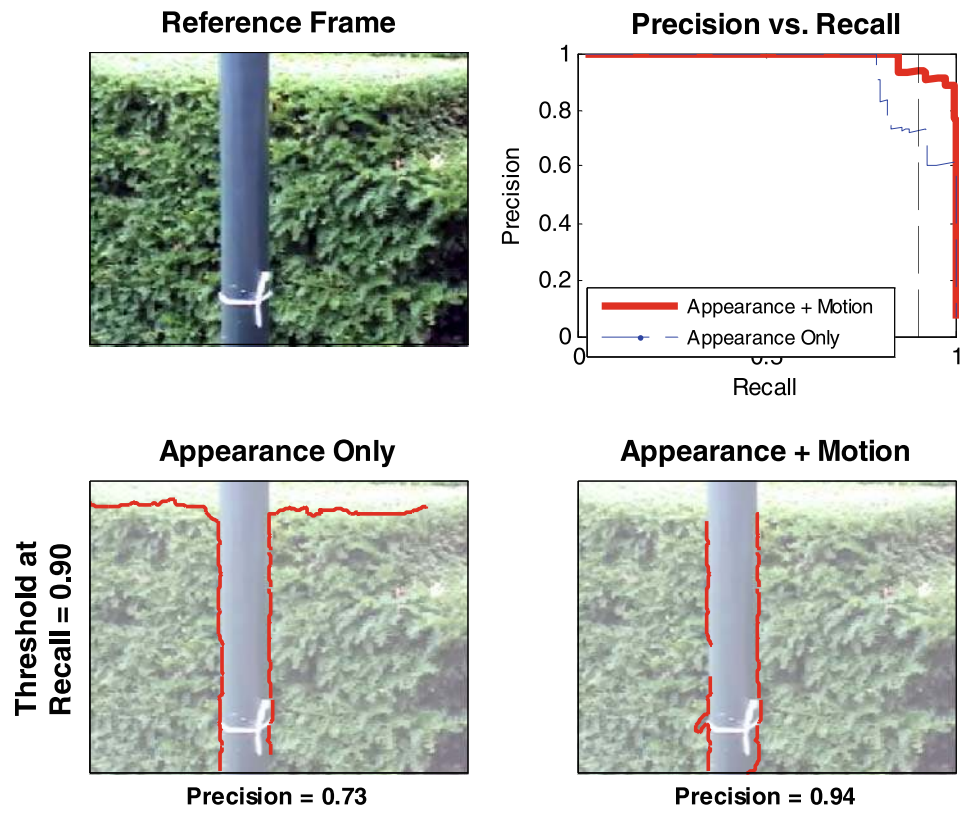 Reference Frame
Precision vs. Recall
1
0.8
0.6
0.4
0.2
0
Precision
Appearance + Motion
Appearance Only
0
0.5
1
Recall
Appearance Only
Appearance + Motion
Threshold at
Recall = 0.90
Precision = 0.73
Precision = 0.94